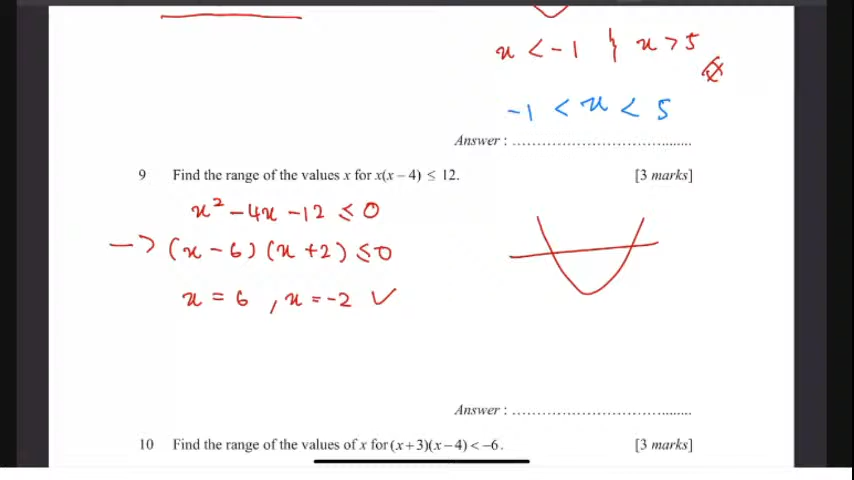 x < -1 } x > 5
-1 < x < 5
Answer : ......................................
9 Find the range of the values x for x(x – 4) ≤ 12. [3 marks]
x² - 4x - 12 ≤ 0
→ (x - 6)(x + 2) ≤ 0
x = 6 , x = -2 ✓
Answer : ......................................
10 Find the range of the values of x for (x+3)(x–4) < –6. [3 marks]